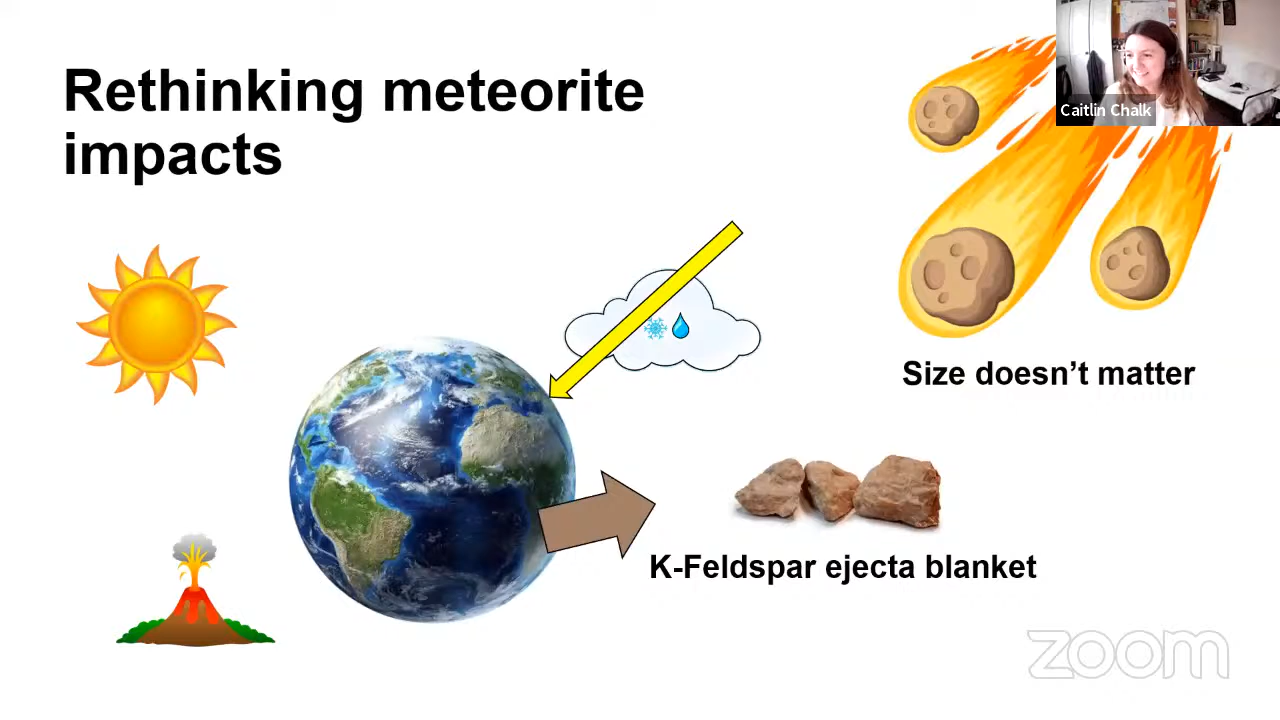 Rethinking meteorite
impacts
Caitlin Chalk
Size doesn't matter
K-Feldspar ejecta blanket
zoom